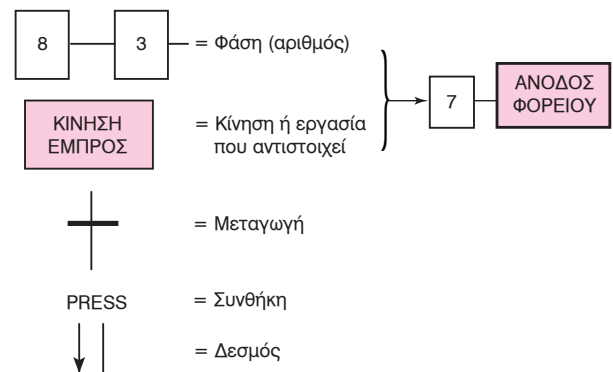 8 3 = Φάση (αριθμός)
ΚΙΝΗΣΗ
ΕΜΠΡΟΣ
= Κίνηση ή εργασία
που αντιστοιχεί
7
ΑΝΟΔΟΣ
ΦΟΡΕΙΟΥ
= Μεταγωγή
PRESS = Συνθήκη
= Δεσμός